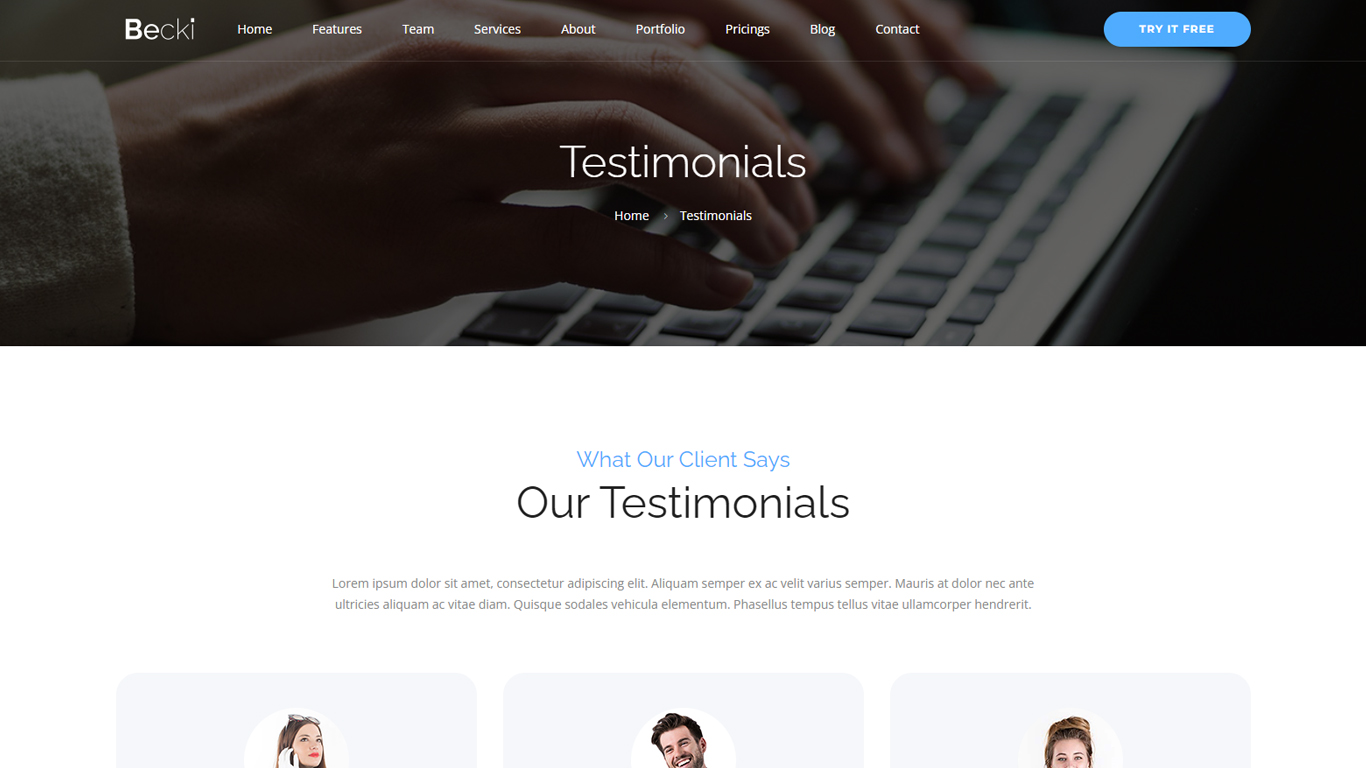 Becki
Home
Features
Team
Services
About
Portfolio
Pricings
Blog
Contact
TRY IT FREE
Testimonials
Home
Testimonials
What Our Client Says
Our Testimonials
Lorem ipsum dolor sit amet, consectetur adipiscing elit. Aliquam semper ex ac velit varius semper. Mauris at dolor nec ante
ultricies aliquam ac vitae diam. Quisque sodales vehicula elementum. Phasellus tempus tellus vitae ullamcorper hendrerit.